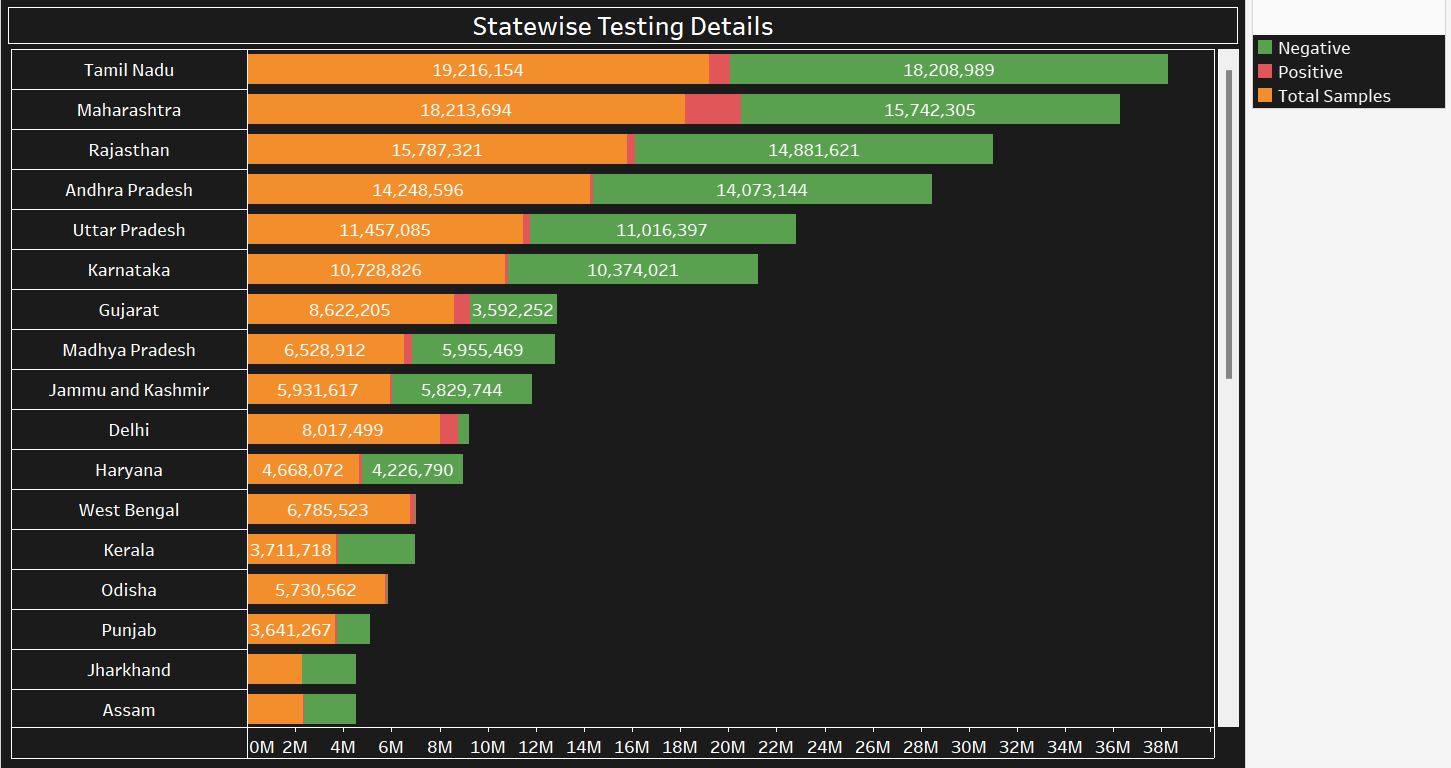 Statewise Testing Details
Negative
Positive
Total Samples
Tamil Nadu 19,216,154 18,208,989
Maharashtra 18,213,694 15,742,305
Rajasthan 15,787,321 14,881,621
Andhra Pradesh 14,248,596 14,073,144
Uttar Pradesh 11,457,085 11,016,397
Karnataka 10,728,826 10,374,021
Gujarat 8,622,205 3,592,252
Madhya Pradesh 6,528,912 5,955,469
Jammu and Kashmir 5,931,617 5,829,744
Delhi 8,017,499
Haryana 4,668,072 4,226,790
West Bengal 6,785,523
Kerala 3,711,718
Odisha 5,730,562
Punjab 3,641,267
Jharkhand
Assam
0M 2M 4M 6M 8M 10M 12M 14M 16M 18M 20M 22M 24M 26M 28M 30M 32M 34M 36M 38M